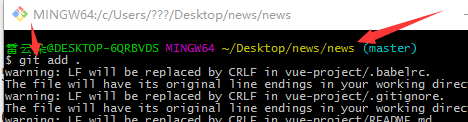 MINGW64:/c/Users/???/Desktop/news/news
@DESKTOP-6QRBVDS MINGW64 ~/Desktop/news/news (master)
$ git add .
warning: LF will be replaced by CRLF in vue-project/.babelrc.
The file will have its original line endings in your working direct
warning: LF will be replaced by CRLF in vue-project/.gitignore.
The file will have its original line endings in your working direct
warning: LF will be replaced by CRLF in vue-project/README.md